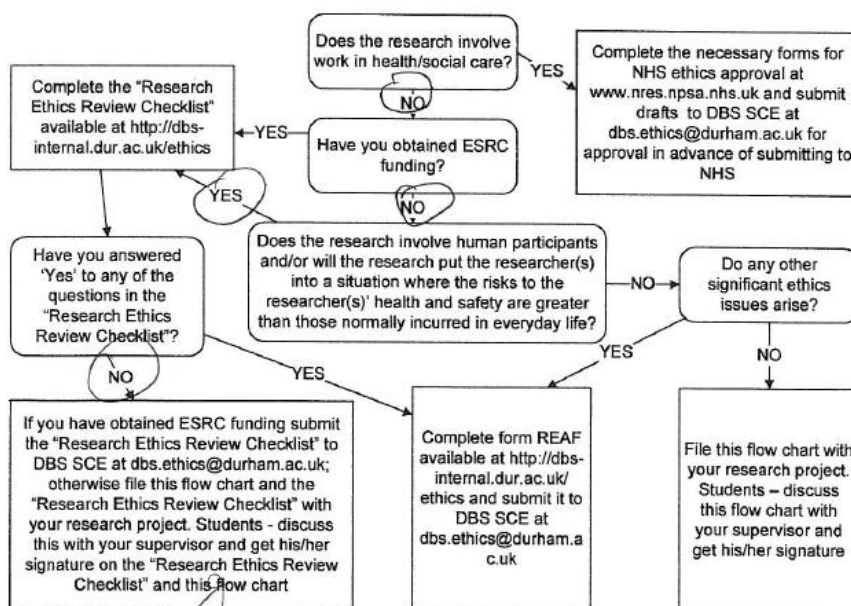 Does the research involve
work in health/social care?
YES
Complete the necessary forms for
NHS ethics approval at
www.nres.npsa.nhs.uk and submit
drafts to DBS SCE at
dbs.ethics@durham.ac.uk for
approval in advance of submitting to
NHS
Complete the “Research
Ethics Review Checklist”
available at http://dbs-
internal.dur.ac.uk/ethics
NO
YES
Have you obtained ESRC
funding?
YES
NO
Does the research involve human participants
and/or will the research put the researcher(s)
into a situation where the risks to the
researcher(s)’ health and safety are greater
than those normally incurred in everyday life?
NO
Do any other
significant ethics
issues arise?
Have you answered
‘Yes’ to any of the
questions in the
“Research Ethics
Review Checklist”?
NO
YES
YES
NO
If you have obtained ESRC funding submit
the “Research Ethics Review Checklist” to
DBS SCE at dbs.ethics@durham.ac.uk;
otherwise file this flow chart and the
“Research Ethics Review Checklist” with
your research project. Students - discuss
this with your supervisor and get his/her
signature on the “Research Ethics Review
Checklist” and this flow chart
Complete form REAF
available at http://dbs-
internal.dur.ac.uk/
ethics and submit it to
DBS SCE at
dbs.ethics@durham.a
c.uk
File this flow chart with
your research project.
Students – discuss
this flow chart with
your supervisor and
get his/her signature